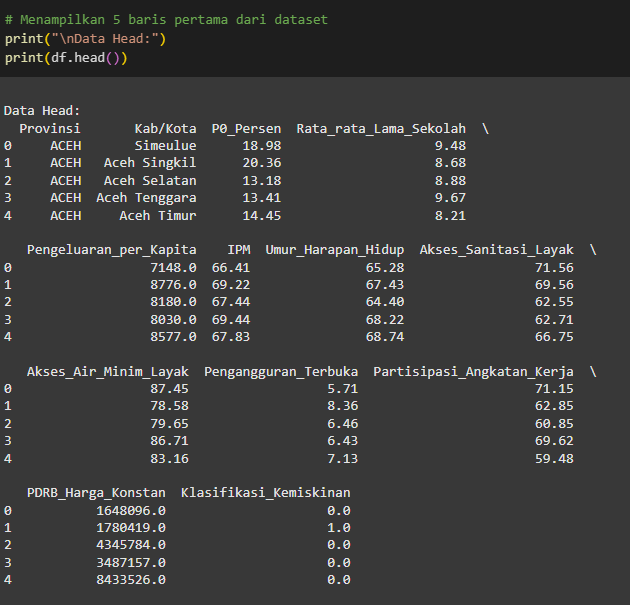 # Menampilkan 5 baris pertama dari dataset
print("\nData Head:")
print(df.head())
Data Head:
  Provinsi       Kab/Kota  P0_Persen  Rata_rata_Lama_Sekolah  \
0     ACEH       Simeulue      18.98                    9.48
1     ACEH   Aceh Singkil      20.36                    8.68
2     ACEH   Aceh Selatan      13.18                    8.88
3     ACEH  Aceh Tenggara      13.41                    9.67
4     ACEH     Aceh Timur      14.45                    8.21
   Pengeluaran_per_Kapita    IPM  Umur_Harapan_Hidup  Akses_Sanitasi_Layak  \
0                  7148.0  66.41               65.28                 71.56
1                  8776.0  69.22               67.43                 69.56
2                  8180.0  67.44               64.40                 62.55
3                  8030.0  69.44               68.22                 62.71
4                  8577.0  67.83               68.74                 66.75
   Akses_Air_Minim_Layak  Pengangguran_Terbuka  Partisipasi_Angkatan_Kerja  \
0                  87.45                  5.71                       71.15
1                  78.58                  8.36                       62.85
2                  79.65                  6.46                       60.85
3                  86.71                  6.43                       69.62
4                  83.16                  7.13                       59.48
   PDRB_Harga_Konstan  Klasifikasi_Kemiskinan
0           1648096.0                     0.0
1           1780419.0                     1.0
2           4345784.0                     0.0
3           3487157.0                     0.0
4           8433526.0                     0.0